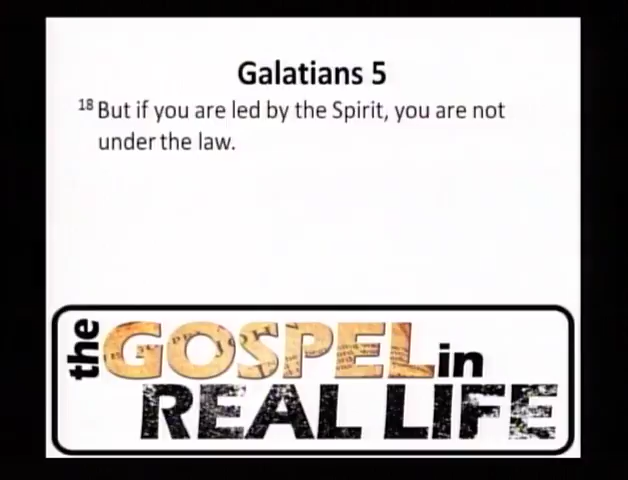 Galatians 5
18 But if you are led by the Spirit, you are not
under the law.
the GOSPEL in
REAL LIFE